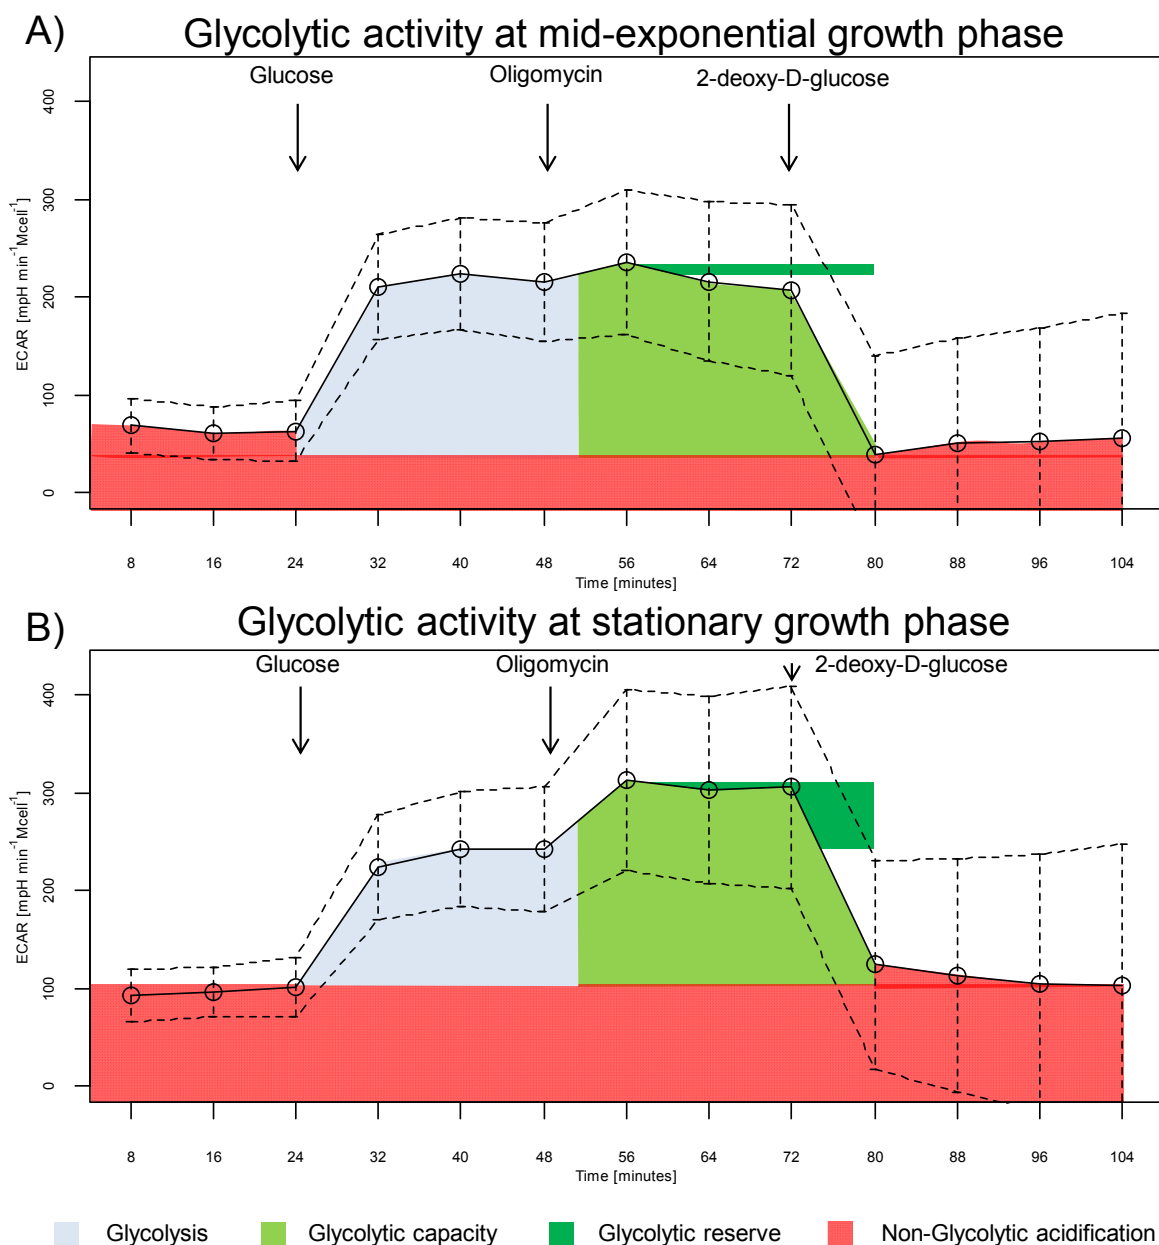 A)
Glycolytic activity at mid-exponential growth phase
Glucose Oligomycin 2-deoxy-D-glucose
400
300
200
100
0
ECAR [mpH min⁻¹Mcell⁻¹]
8 16 24 32 40 48 56 64 72 80 88 96 104
Time [minutes]
B)
Glycolytic activity at stationary growth phase
Glucose Oligomycin 2-deoxy-D-glucose
400
300
200
100
0
ECAR [mpH min⁻¹Mcell⁻¹]
8 16 24 32 40 48 56 64 72 80 88 96 104
Time [minutes]
Glycolysis Glycolytic capacity Glycolytic reserve Non-Glycolytic acidification